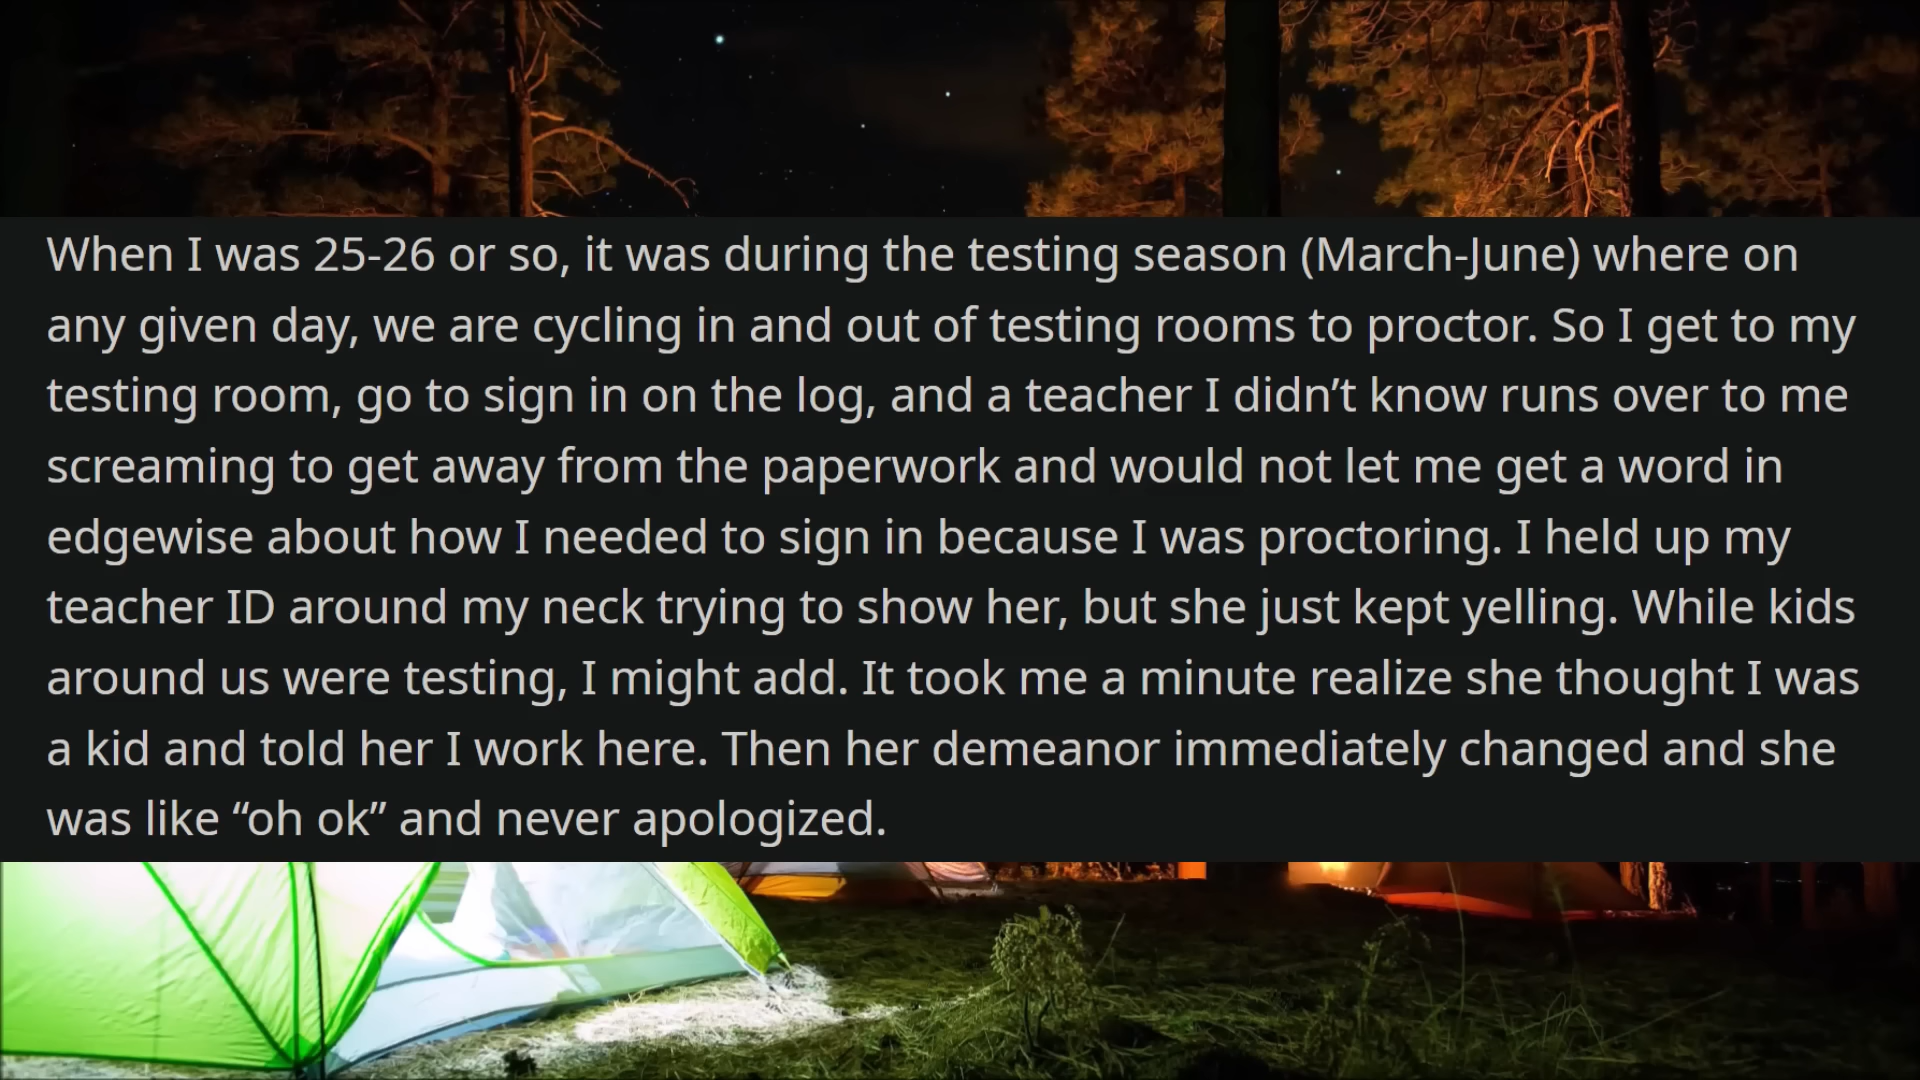 When I was 25-26 or so, it was during the testing season (March-June) where on
any given day, we are cycling in and out of testing rooms to proctor. So I get to my
testing room, go to sign in on the log, and a teacher I didn’t know runs over to me
screaming to get away from the paperwork and would not let me get a word in
edgewise about how I needed to sign in because I was proctoring. I held up my
teacher ID around my neck trying to show her, but she just kept yelling. While kids
around us were testing, I might add. It took me a minute realize she thought I was
a kid and told her I work here. Then her demeanor immediately changed and she
was like “oh ok” and never apologized.